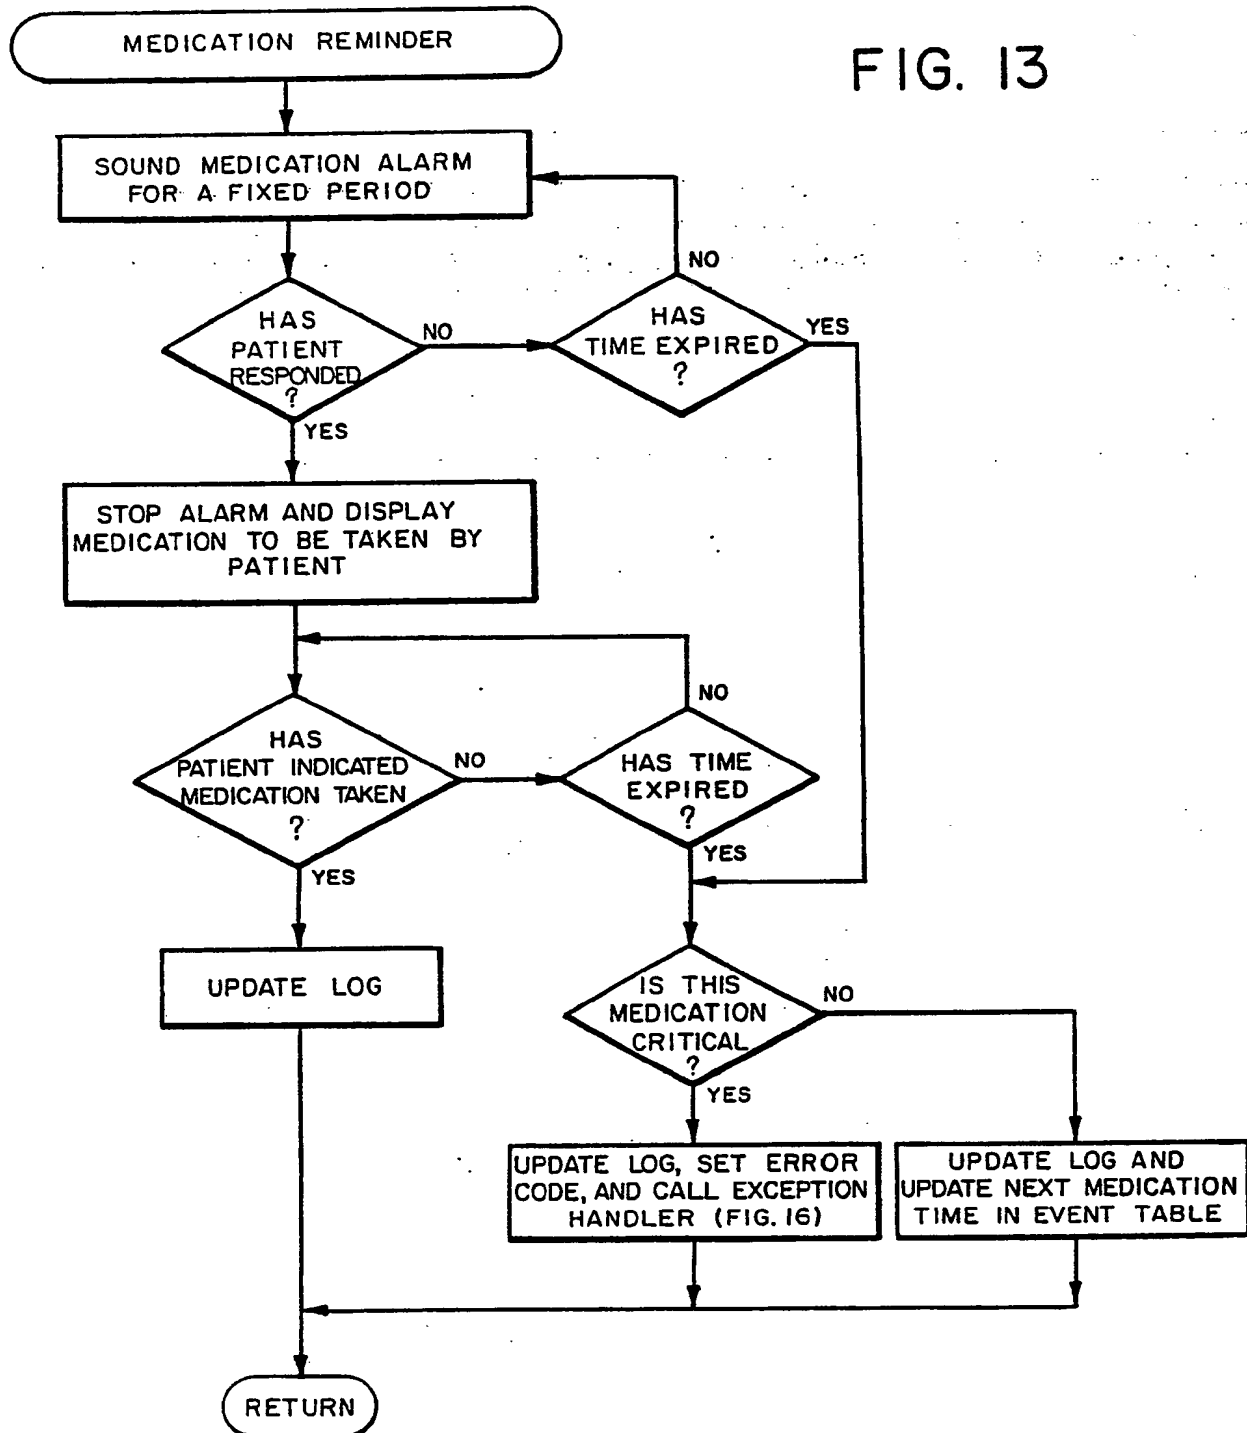 MEDICATION REMINDER
FIG. 13
SOUND MEDICATION ALARM
FOR A FIXED PERIOD
NO
HAS
PATIENT
RESPONDED
?
NO
HAS
TIME EXPIRED
?
YES
YES
STOP ALARM AND DISPLAY
MEDICATION TO BE TAKEN BY
PATIENT
NO
HAS
PATIENT INDICATED
MEDICATION TAKEN
?
NO
HAS TIME
EXPIRED
?
YES
YES
UPDATE LOG
IS THIS
MEDICATION
CRITICAL
?
NO
YES
UPDATE LOG, SET ERROR
CODE, AND CALL EXCEPTION
HANDLER (FIG. 16)
UPDATE LOG AND
UPDATE NEXT MEDICATION
TIME IN EVENT TABLE
RETURN